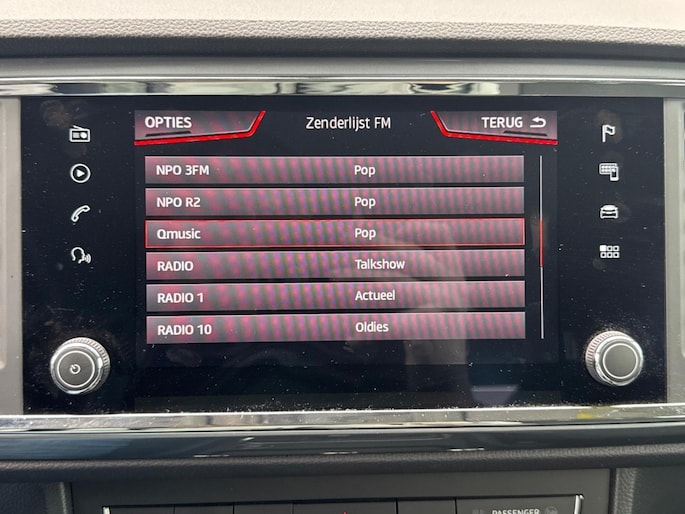 OPTIES Zenderlijst FM TERUG
NPO 3FM Pop
NPO R2 Pop
Qmusic Pop
RADIO Talkshow
RADIO 1 Actueel
RADIO 10 Oldies
PASSENGER